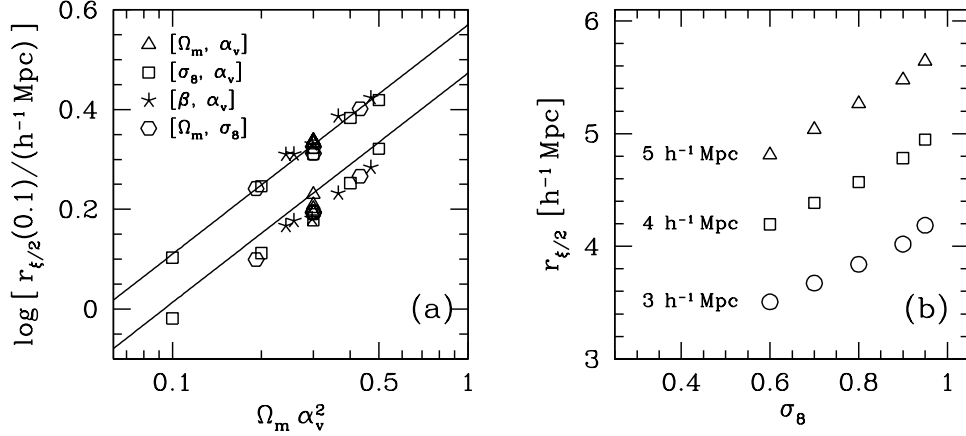 log [ r_ξ/2(0.1)/(h⁻¹ Mpc) ]
0.6
0.4
0.2
0
[Ω_m, α_v]
[σ_8, α_v]
[β, α_v]
[Ω_m, σ_8]
(a)
0.1 0.5 1
Ω_m α_v²
r_ξ/2 [h⁻¹ Mpc]
6
5
4
3
5 h⁻¹ Mpc
4 h⁻¹ Mpc
3 h⁻¹ Mpc
(b)
0.4 0.6 0.8 1
σ_8